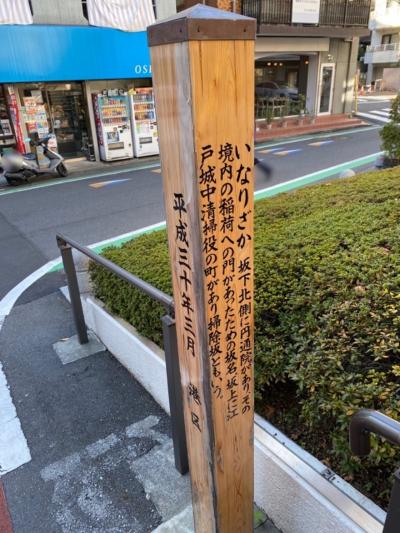 いなりざか 坂下北側に円通院があり、その
境内の稲荷への門があったための坂名。坂上に江
戸城中清掃役の町があり掃除坂ともいう。
平成三十年三月 港区
OS